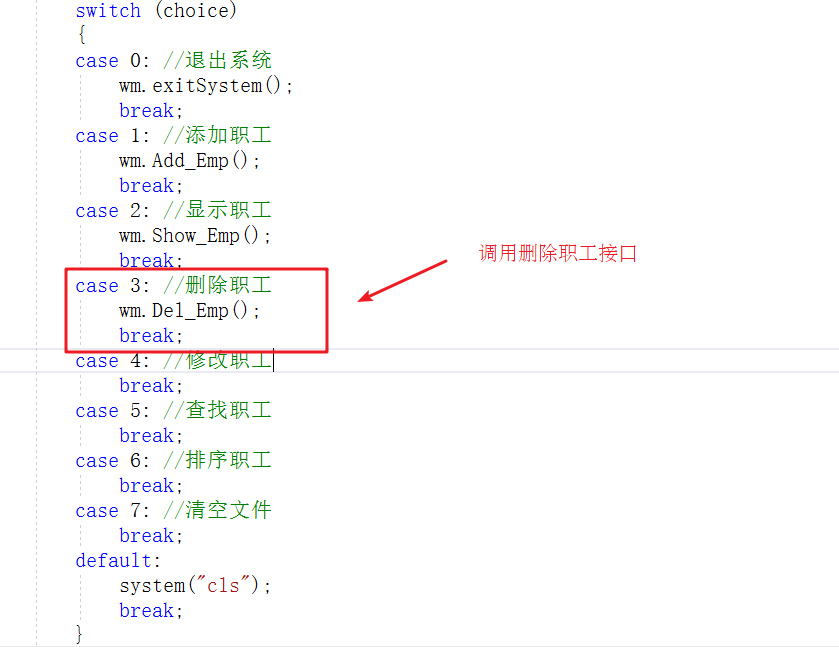 switch (choice)
{
case 0: //退出系统
wm.exitSystem();
break;
case 1: //添加职工
wm.Add_Emp();
break;
case 2: //显示职工
wm.Show_Emp();
break;
调用删除职工接口
case 3: //删除职工
wm.Del_Emp();
break;
case 4: //修改职工
break;
case 5: //查找职工
break;
case 6: //排序职工
break;
case 7: //清空文件
break;
default:
system("cls");
break;
}